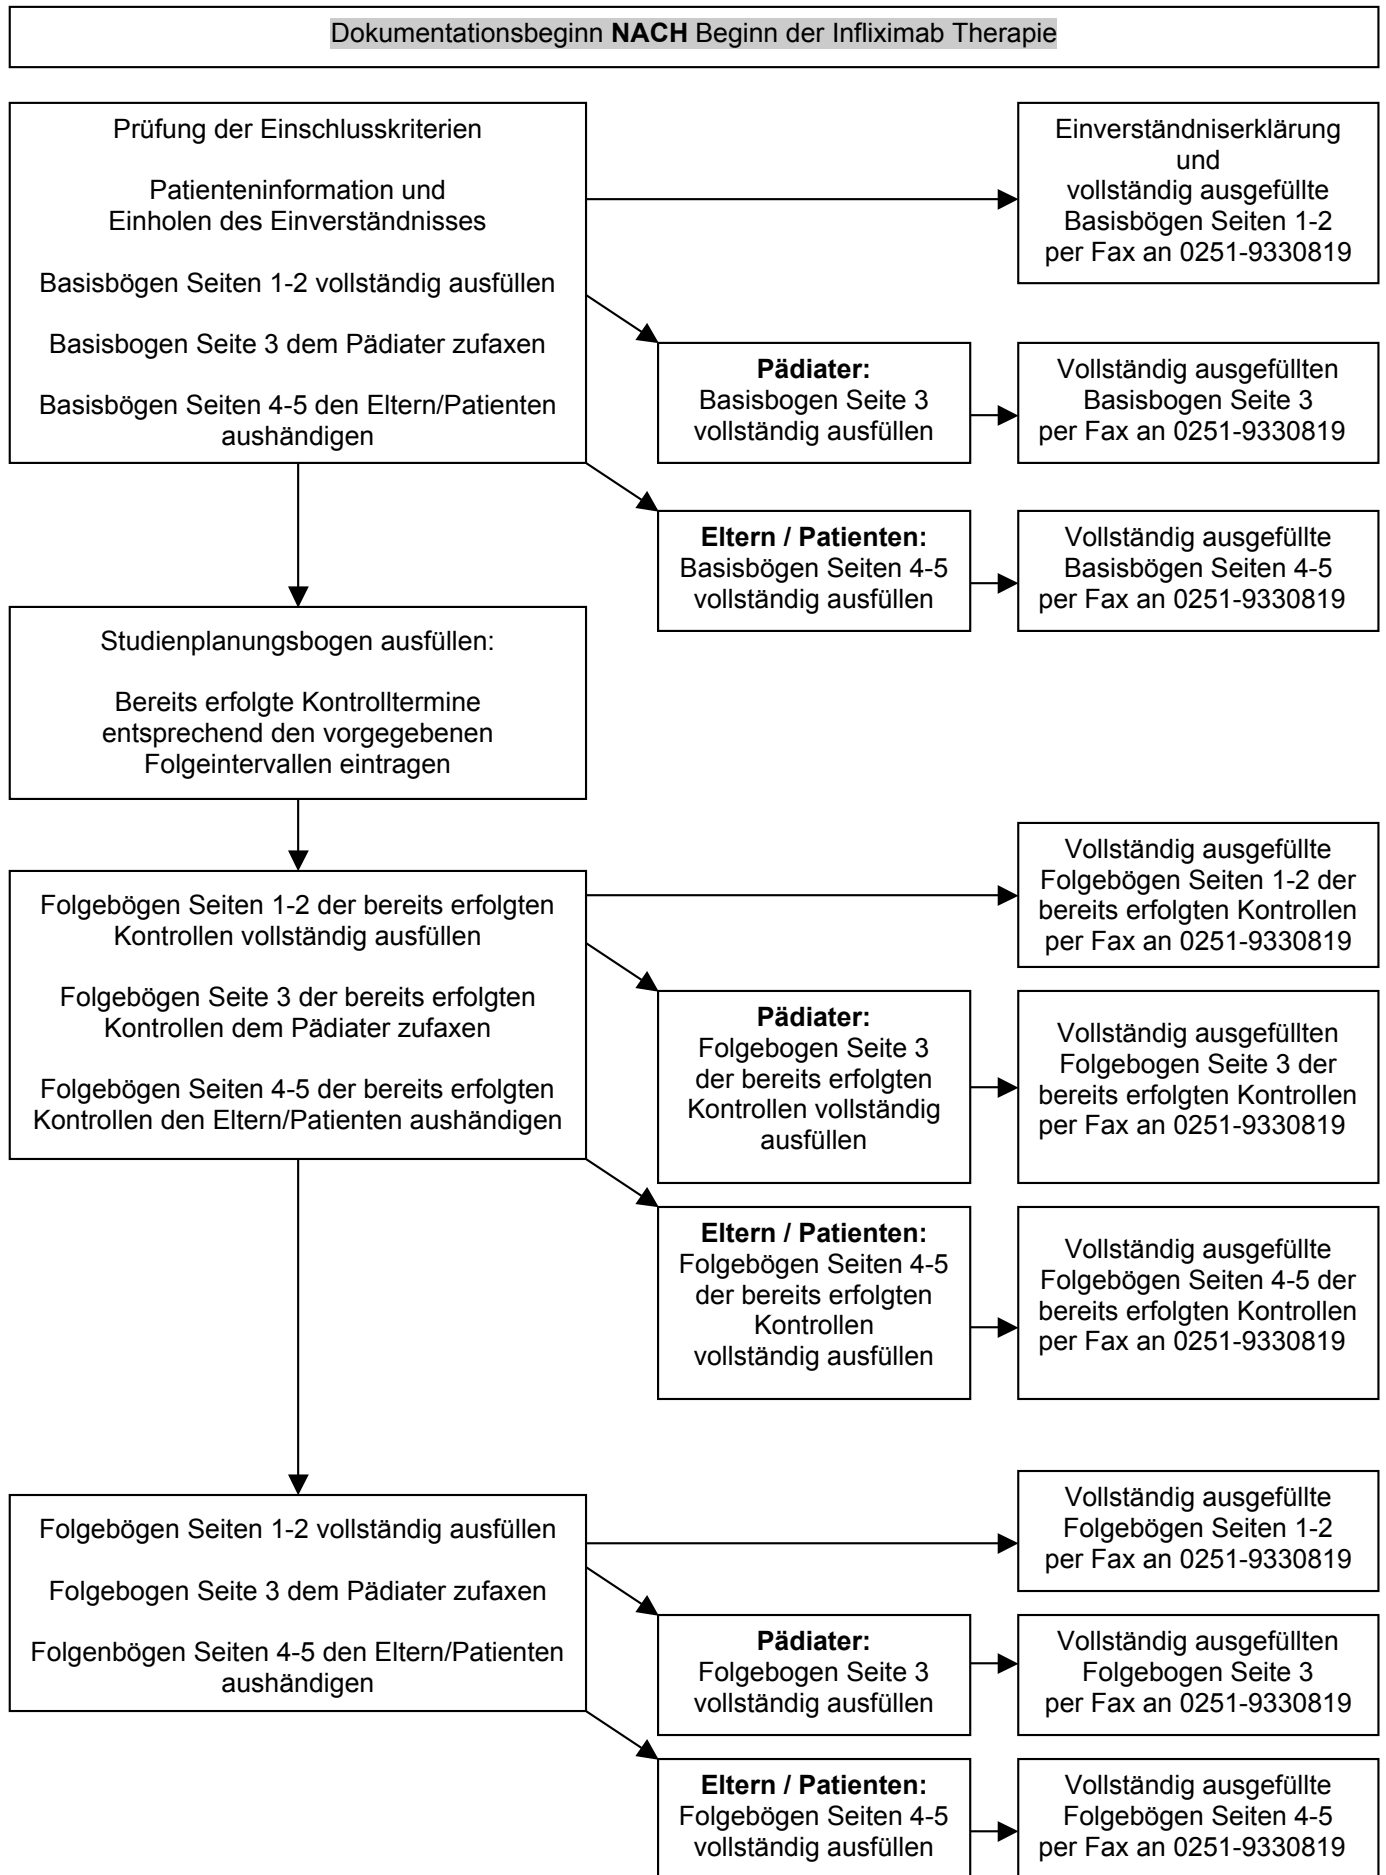 Dokumentationsbeginn NACH Beginn der Infliximab Therapie
Prüfung der Einschlusskriterien
Patienteninformation und
Einholen des Einverständnisses
Basisbögen Seiten 1-2 vollständig ausfüllen
Basisbogen Seite 3 dem Pädiater zufaxen
Basisbögen Seiten 4-5 den Eltern/Patienten
aushändigen
Einverständniserklärung
und
vollständig ausgefüllte
Basisbögen Seiten 1-2
per Fax an 0251-9330819
Pädiater:
Basisbogen Seite 3
vollständig ausfüllen
Vollständig ausgefüllten
Basisbogen Seite 3
per Fax an 0251-9330819
Eltern / Patienten:
Basisbögen Seiten 4-5
vollständig ausfüllen
Vollständig ausgefüllte
Basisbögen Seiten 4-5
per Fax an 0251-9330819
Studienplanungsbogen ausfüllen:
Bereits erfolgte Kontrolltermine
entsprechend den vorgegebenen
Folgeintervallen eintragen
Folgebögen Seiten 1-2 der bereits erfolgten
Kontrollen vollständig ausfüllen
Folgebögen Seite 3 der bereits erfolgten
Kontrollen dem Pädiater zufaxen
Folgebögen Seiten 4-5 der bereits erfolgten
Kontrollen den Eltern/Patienten aushändigen
Vollständig ausgefüllte
Folgebögen Seiten 1-2 der
bereits erfolgten Kontrollen
per Fax an 0251-9330819
Pädiater:
Folgebogen Seite 3
der bereits erfolgten
Kontrollen vollständig
ausfüllen
Vollständig ausgefüllten
Folgebogen Seite 3 der
bereits erfolgten Kontrollen
per Fax an 0251-9330819
Eltern / Patienten:
Folgebögen Seiten 4-5
der bereits erfolgten
Kontrollen
vollständig ausfüllen
Vollständig ausgefüllte
Folgebögen Seiten 4-5 der
bereits erfolgten Kontrollen
per Fax an 0251-9330819
Folgebögen Seiten 1-2 vollständig ausfüllen
Folgebogen Seite 3 dem Pädiater zufaxen
Folgenbögen Seiten 4-5 den Eltern/Patienten
aushändigen
Vollständig ausgefüllte
Folgebögen Seiten 1-2
per Fax an 0251-9330819
Pädiater:
Folgebogen Seite 3
vollständig ausfüllen
Vollständig ausgefüllten
Folgebogen Seite 3
per Fax an 0251-9330819
Eltern / Patienten:
Folgebögen Seiten 4-5
vollständig ausfüllen
Vollständig ausgefüllte
Folgebögen Seiten 4-5
per Fax an 0251-9330819